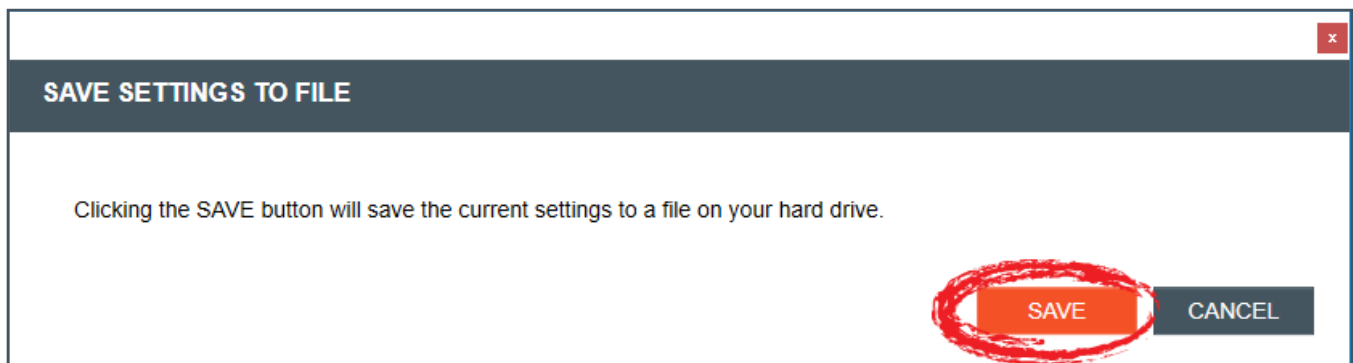 x
SAVE SETTINGS TO FILE
Clicking the SAVE button will save the current settings to a file on your hard drive.
SAVE CANCEL